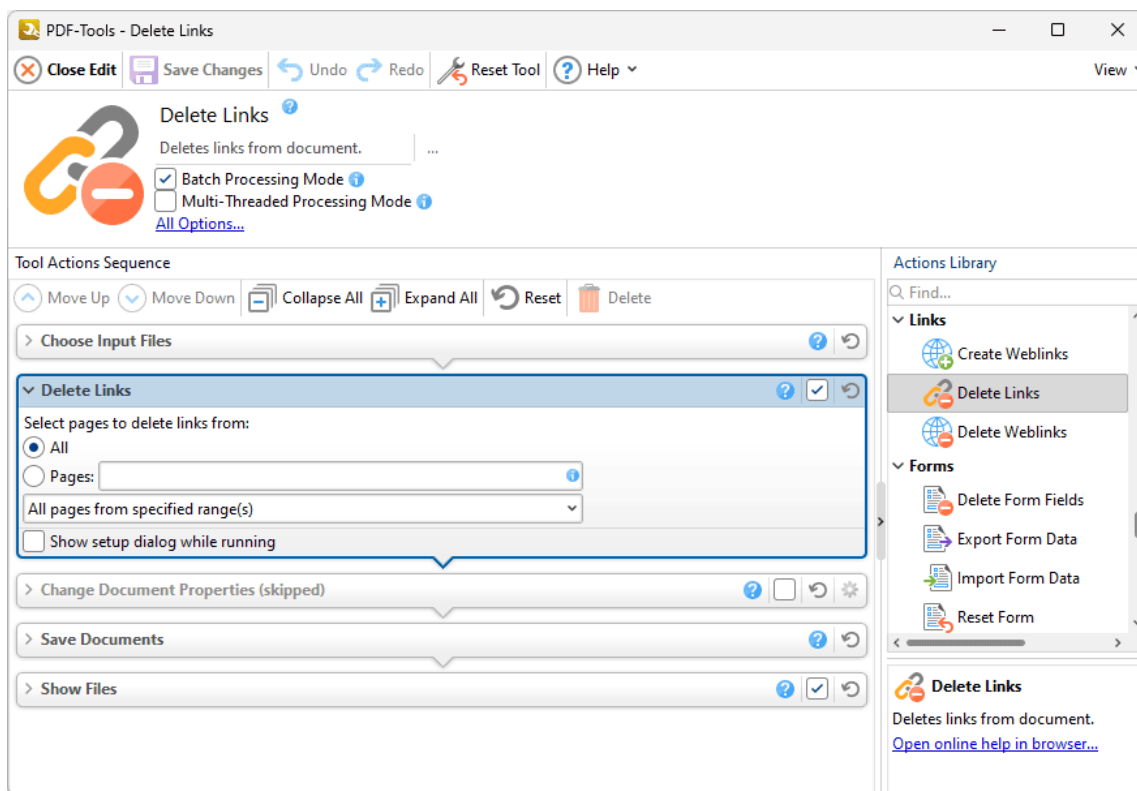 PDF-Tools - Delete Links
Close Edit Save Changes Undo Redo Reset Tool ? Help View
Delete Links ?
Deletes links from document. ...
Batch Processing Mode i
Multi-Threaded Processing Mode i
All Options...
Tool Actions Sequence
Move Up Move Down Collapse All Expand All Reset Delete
Choose Input Files ?
Delete Links ?
Select pages to delete links from:
All
Pages: i
All pages from specified range(s)
Show setup dialog while running
Change Document Properties (skipped) ?
Save Documents ?
Show Files ?
Actions Library
Find...
Links
Create Weblinks
Delete Links
Delete Weblinks
Forms
Delete Form Fields
Export Form Data
Import Form Data
Reset Form
Delete Links
Deletes links from document.
Open online help in browser...